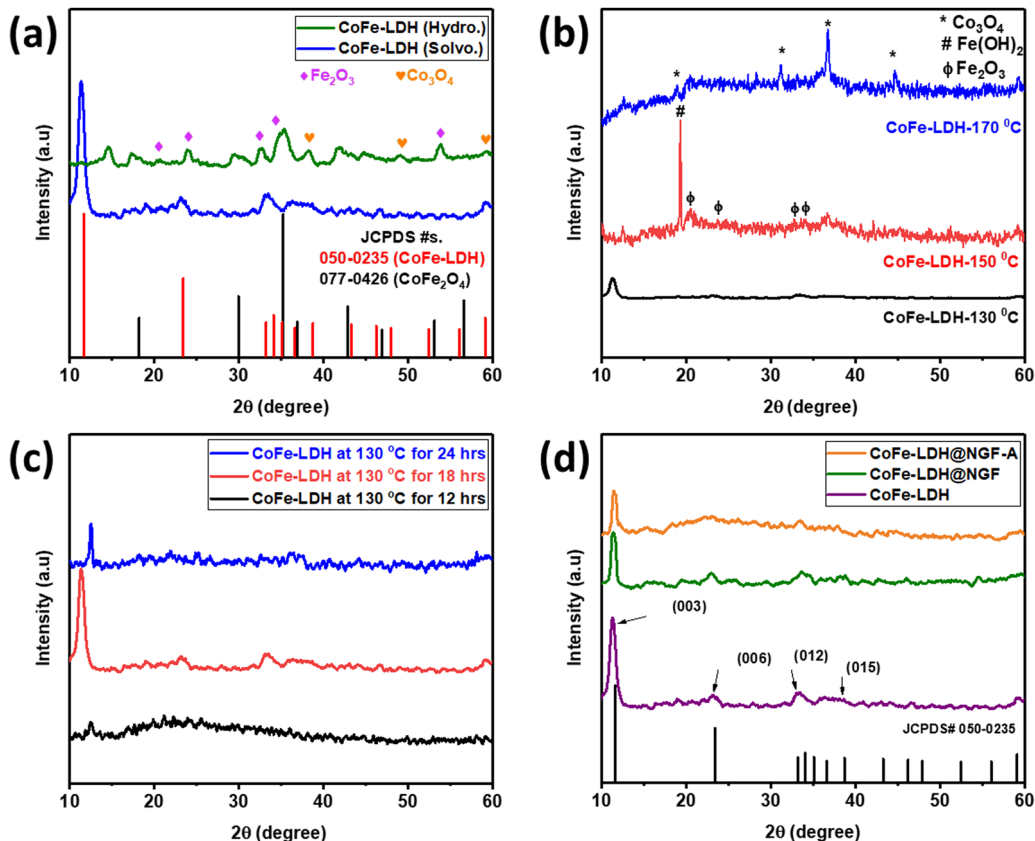 (a)
CoFe-LDH (Hydro.)
CoFe-LDH (Solvo.)
♦ Fe₂O₃ ♥ Co₃O₄
JCPDS #s.
050-0235 (CoFe-LDH)
077-0426 (CoFe₂O₄)
Intensity (a.u)
10 20 30 40 50 60
2θ (degree)
(b)
* Co₃O₄
# Fe(OH)₂
ϕ Fe₂O₃
* * * *
CoFe-LDH-170 ⁰C
#
ϕ ϕ ϕ ϕ
CoFe-LDH-150 ⁰C
CoFe-LDH-130 ⁰C
Intensity (a.u)
10 20 30 40 50 60
2θ (degree)
(c)
CoFe-LDH at 130 ⁰C for 24 hrs
CoFe-LDH at 130 ⁰C for 18 hrs
CoFe-LDH at 130 ⁰C for 12 hrs
Intensity (a.u)
10 20 30 40 50 60
2θ (degree)
(d)
CoFe-LDH@NGF-A
CoFe-LDH@NGF
CoFe-LDH
(003)
(006) (012) (015)
JCPDS# 050-0235
Intensity (a.u)
10 20 30 40 50 60
2θ (degree)